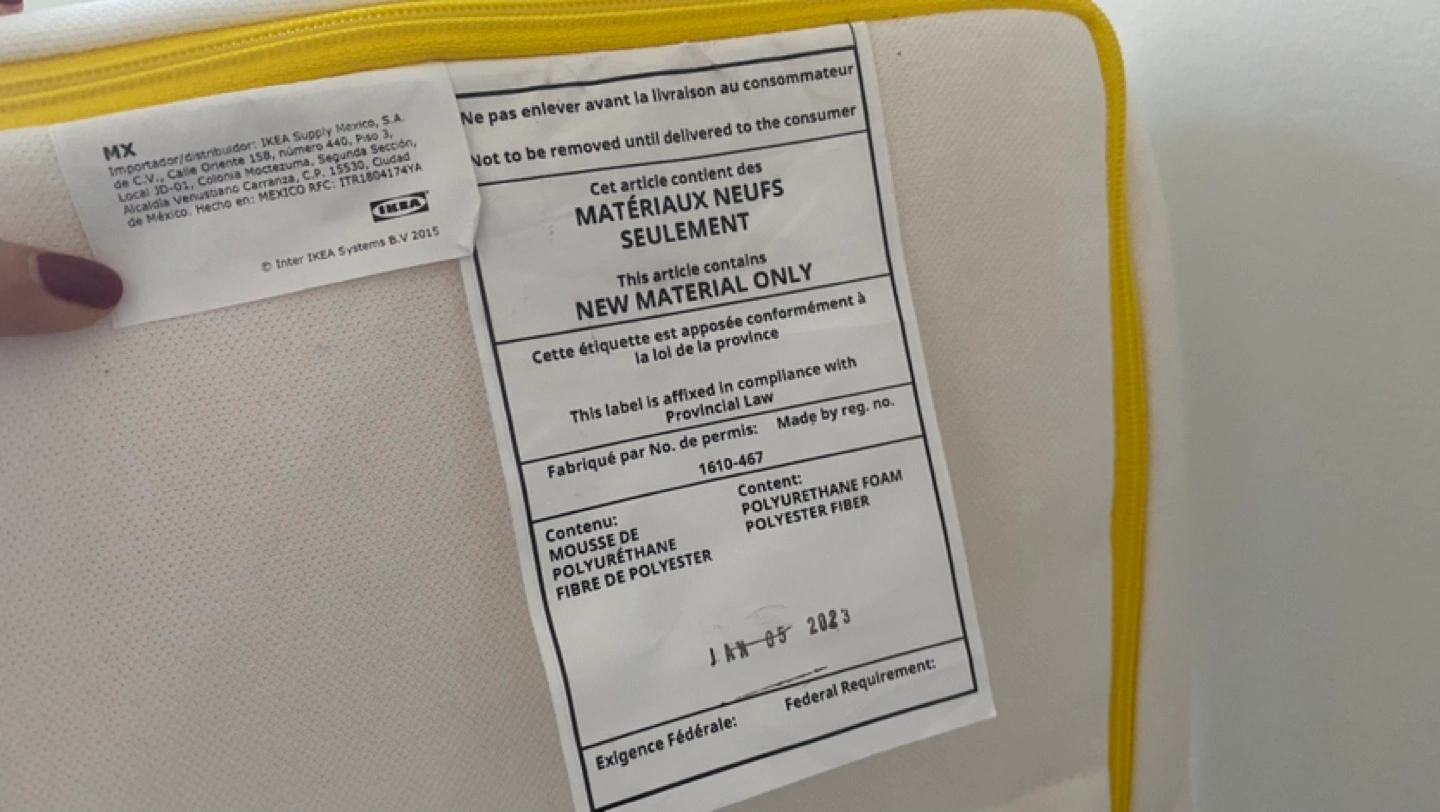 MX
Importador/distribuidor: IKEA Supply Mexico, S.A.
de C.V., Calle Oriente 158, número 440, Piso 3,
Local JD-01, Colonia Moctezuma, Segunda Sección,
Alcaldia Venustiano Carranza, C.P. 15530, Ciudad
de México. Hecho en: MEXICO RFC: ITR1804174YA
IKEA
© Inter IKEA Systems B.V 2015
Ne pas enlever avant la livraison au consommateur
Not to be removed until delivered to the consumer
Cet article contient des
MATÉRIAUX NEUFS
SEULEMENT
This article contains
NEW MATERIAL ONLY
Cette étiquette est apposée conformément à
la loi de la province
This label is affixed in compliance with
Provincial Law
Fabriqué par No. de permis: Made by reg. no.
1610-467
Contenu:
MOUSSE DE
POLYURÉTHANE
FIBRE DE POLYESTER
Content:
POLYURETHANE FOAM
POLYESTER FIBER
JAN 05 2023
Exigence Fédérale: Federal Requirement: